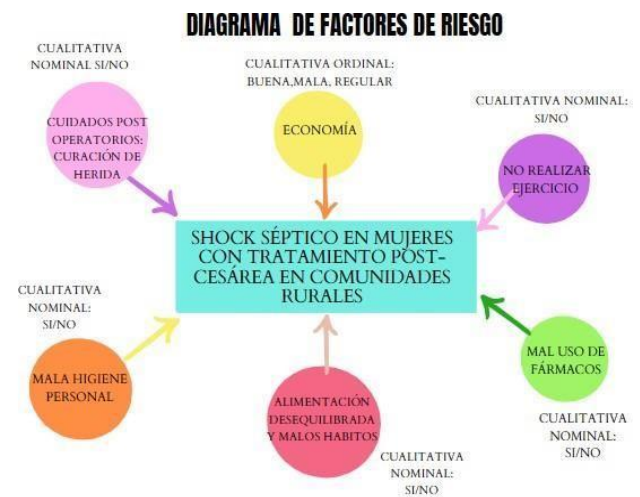 DIAGRAMA DE FACTORES DE RIESGO
CUALITATIVA
NOMINAL SI/NO
CUIDADOS POST
OPERATORIOS:
CURACIÓN DE
HERIDA
CUALITATIVA ORDINAL:
BUENA,MALA, REGULAR
ECONOMÍA
CUALITATIVA NOMINAL:
SI/NO
NO REALIZAR
EJERCICIO
SHOCK SÉPTICO EN MUJERES
CON TRATAMIENTO POST-
CESÁREA EN COMUNIDADES
RURALES
CUALITATIVA
NOMINAL:
SI/NO
MALA HIGIENE
PERSONAL
ALIMENTACIÓN
DESEQUILIBRADA
Y MALOS HABITOS
CUALITATIVA
NOMINAL:
SI/NO
MAL USO DE
FÁRMACOS
CUALITATIVA
NOMINAL:
SI/NO